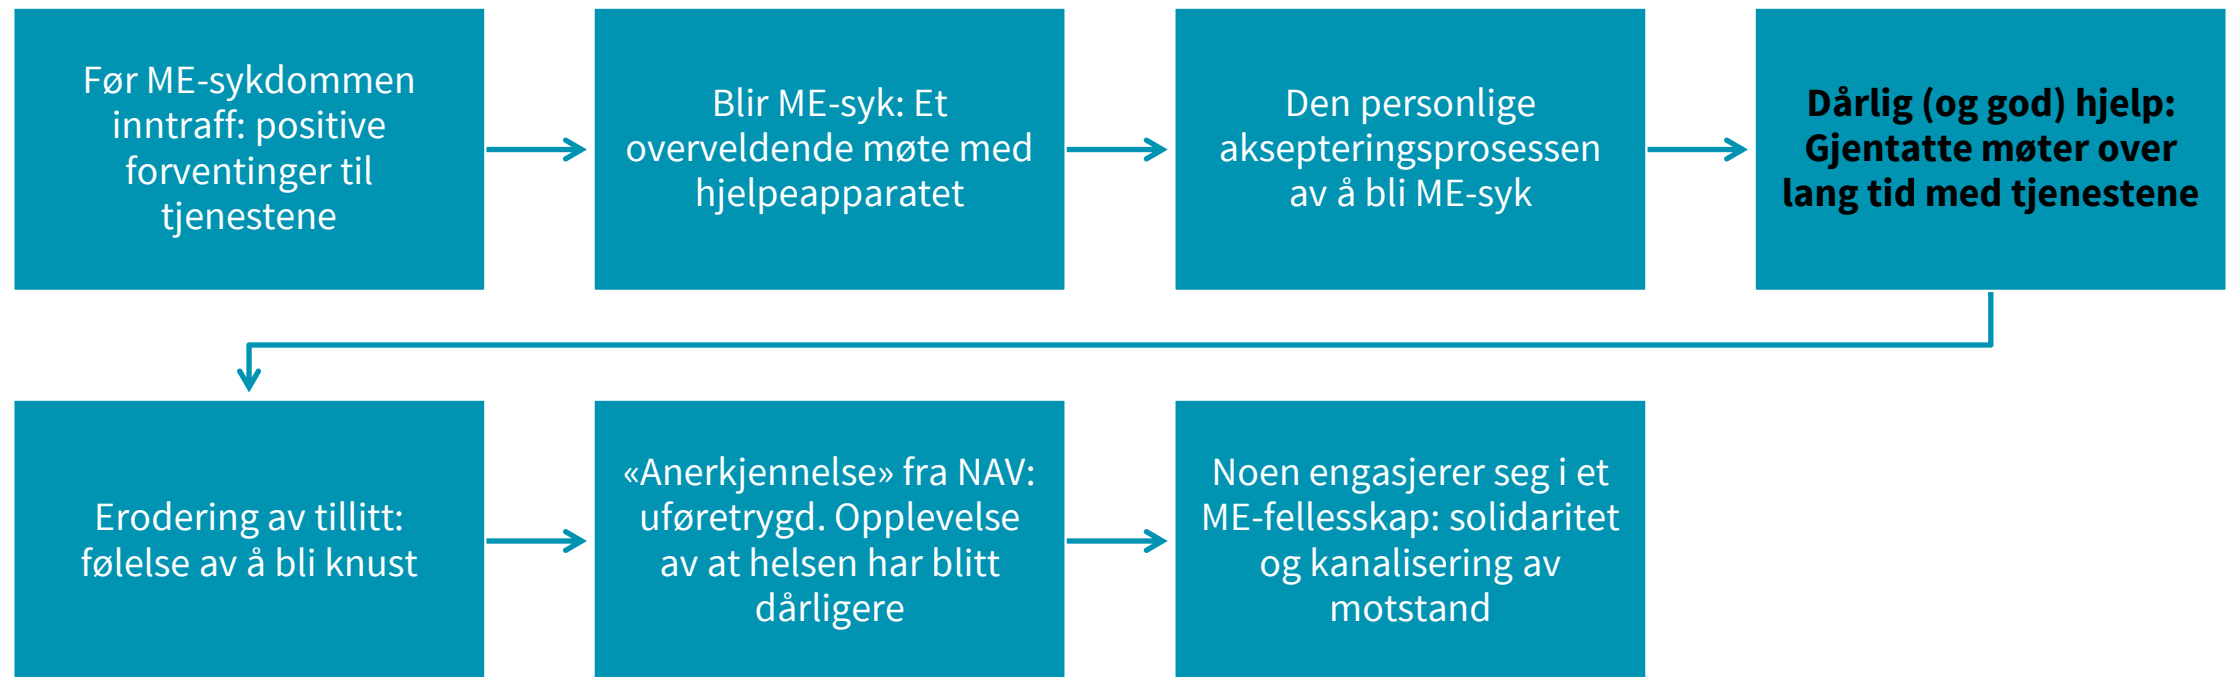 Før ME-sykdommen
inntraff: positive
forventinger til
tjenestene
Blir ME-syk: Et
overveldende møte med
hjelpeapparatet
Den personlige
aksepteringsprosessen
av å bli ME-syk
Dårlig (og god) hjelp:
Gjentatte møter over
lang tid med tjenestene
Erodering av tillitt:
følelse av å bli knust
«Anerkjennelse» fra NAV:
uføretrygd. Opplevelse
av at helsen har blitt
dårligere
Noen engasjerer seg i et
ME-fellesskap: solidaritet
og kanalisering av
motstand